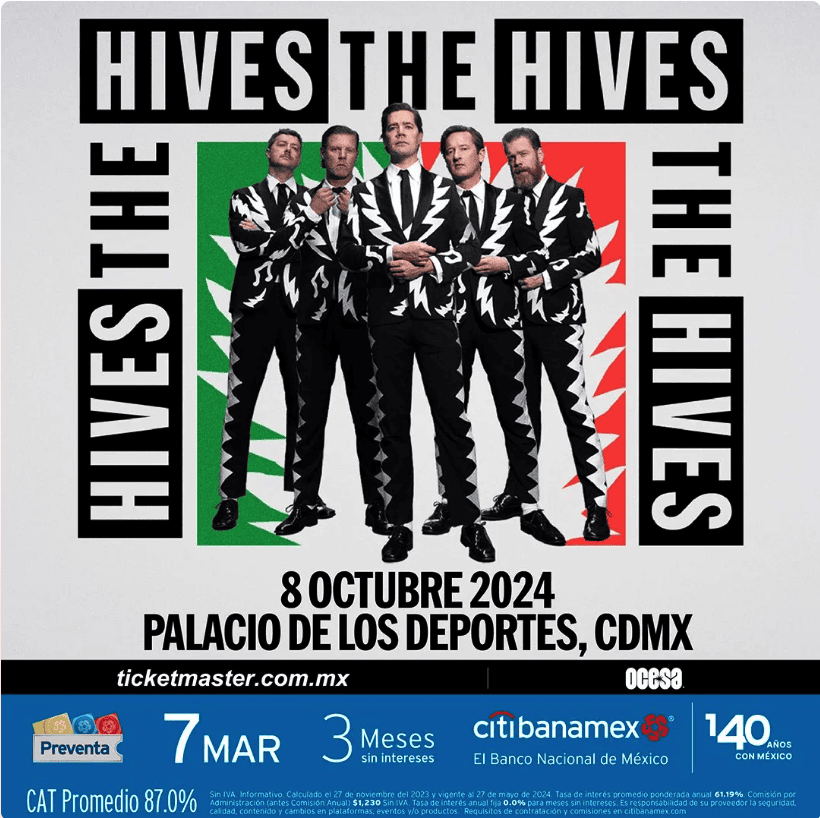 HIVES THE HIVES
THE HIVES
THE HIVES
8 OCTUBRE 2024
PALACIO DE LOS DEPORTES, CDMX
ticketmaster.com.mx
ocesa
Preventa
7 MAR
3 Meses
sin intereses
citibanamex®
El Banco Nacional de México
140 AÑOS
CON MÉXICO
CAT Promedio 87.0%
Sin IVA. Informativo. Calculado el 27 de noviembre del 2023 y vigente al 27 de mayo de 2024. Tasa de interés promedio ponderada anual 61.19%. Comisión por
Administración (antes Comisión Anual) $1,230 Sin IVA. Tasa de interés anual fija 0.0% para meses sin intereses. Es responsabilidad de su proveedor la seguridad,
calidad, contenido y cambios en plataformas, eventos y/o productos. Requisitos de contratación y comisiones en citibanamex.com